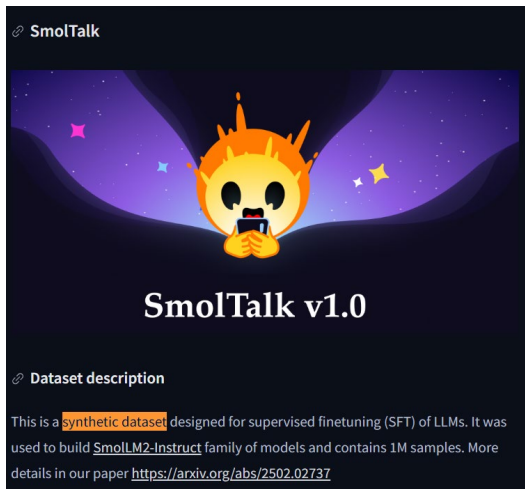 SmolTalk
SmolTalk v1.0
Dataset description
This is a synthetic dataset designed for supervised finetuning (SFT) of LLMs. It was
used to build SmolLM2-Instruct family of models and contains 1M samples. More
details in our paper https://arxiv.org/abs/2502.02737